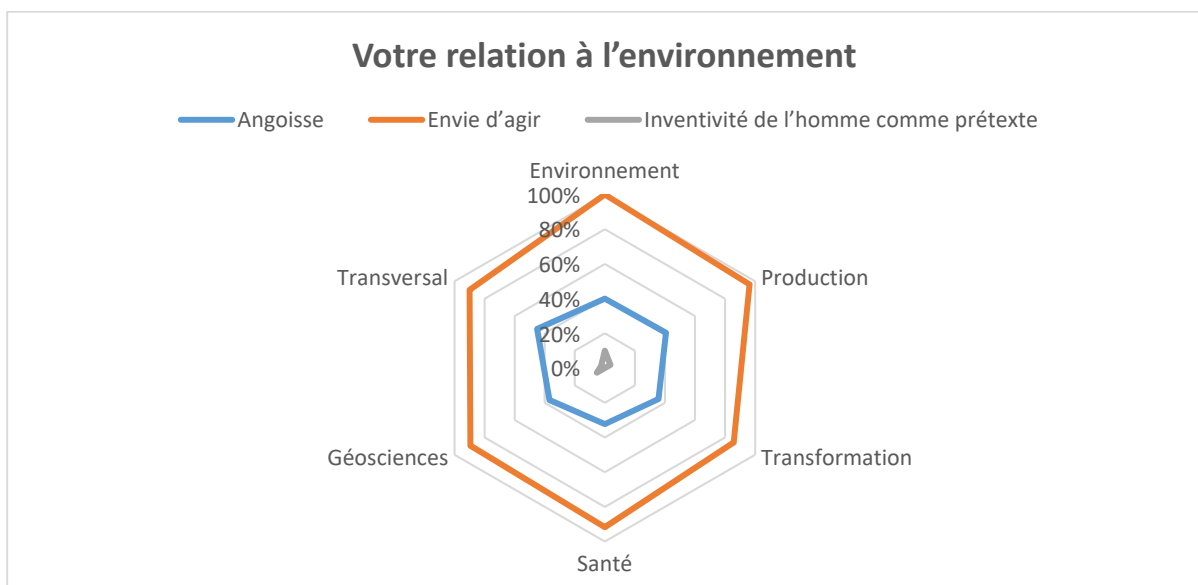 Votre relation à l’environnement
Angoisse
Envie d’agir
Inventivité de l’homme comme prétexte
Environnement
100%
80%
60%
40%
20%
0%
Transversal
Production
Géosciences
Transformation
Santé